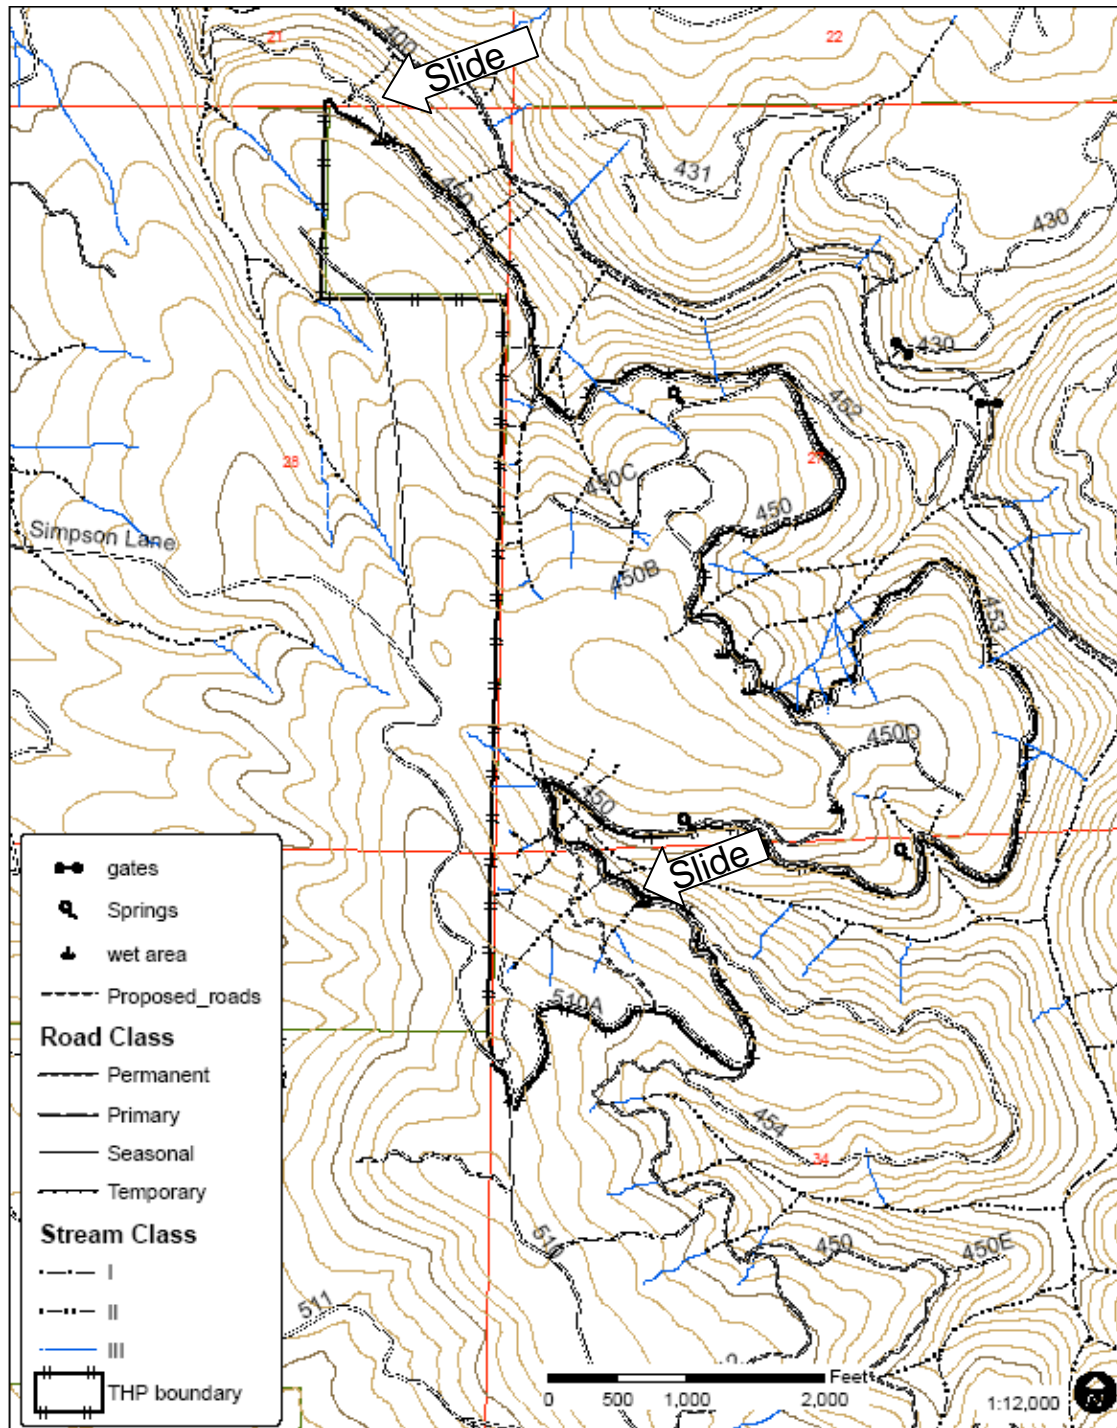 21
400
Slide
22
431
430
450
430
452
27
28
450C
450
Simpson Lane
450B
453
450D
450
Slide
gates
Springs
wet area
Proposed_roads
Road Class
Permanent
Primary
Seasonal
Temporary
Stream Class
I
II
III
THP boundary
510A
454
34
510
450
450E
511
Feet
0 500 1,000 2,000
1:12,000